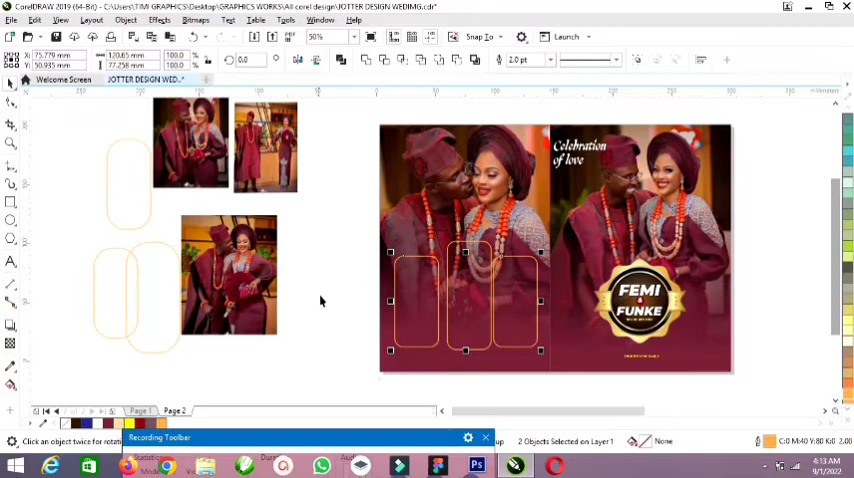 CorelDRAW 2019 (64-Bit) - C:\Users\TIMI GRAPHICS\GRAPHICS WORKS\All corel design\JOTTER DESIGN WEDIMG.cdr*
File Edit View Layout Object Effects Bitmaps Text Table Tools Window Help
50% Snap To Launch
X: 75.779 mm 120.65 mm 100.0 % 0.0 ° 2.0 pt
Y: 50.935 mm 77.258 mm 100.0 %
Welcome Screen JOTTER DESIGN WED...*
millimeters
Celebration
of love
FEMI
&
FUNKE
Page 1 Page 2
Recording Toolbar
Click an object twice for rotati 2 Objects Selected on Layer 1 None C:0 M:40 Y:80 K:0 2.00
4:13 AM
9/1/2022